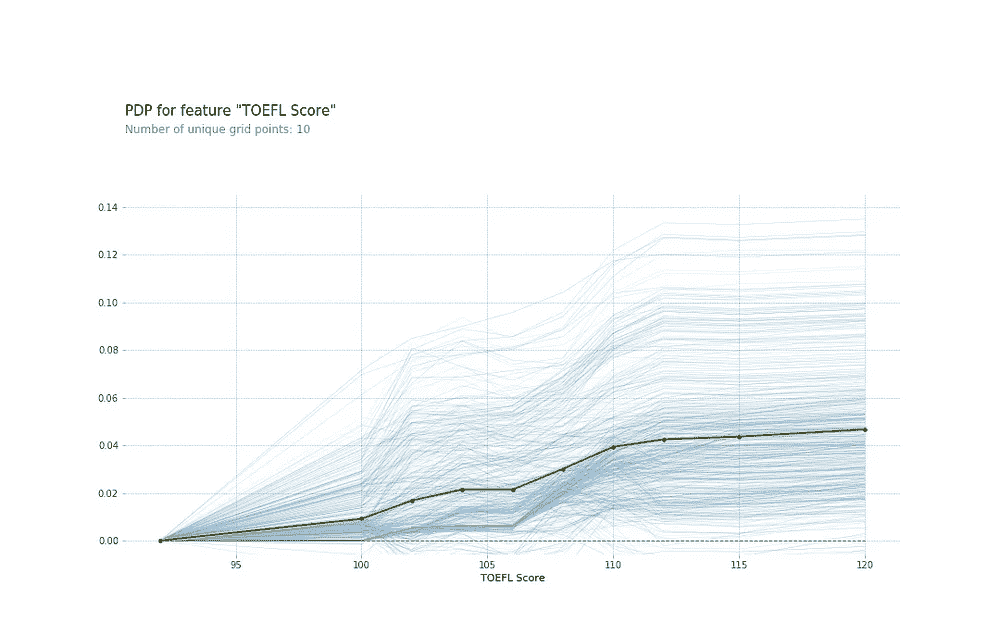 PDP for feature "TOEFL Score"
Number of unique grid points: 10
0.14
0.12
0.10
0.08
0.06
0.04
0.02
0.00
95 100 105 110 115 120
TOEFL Score